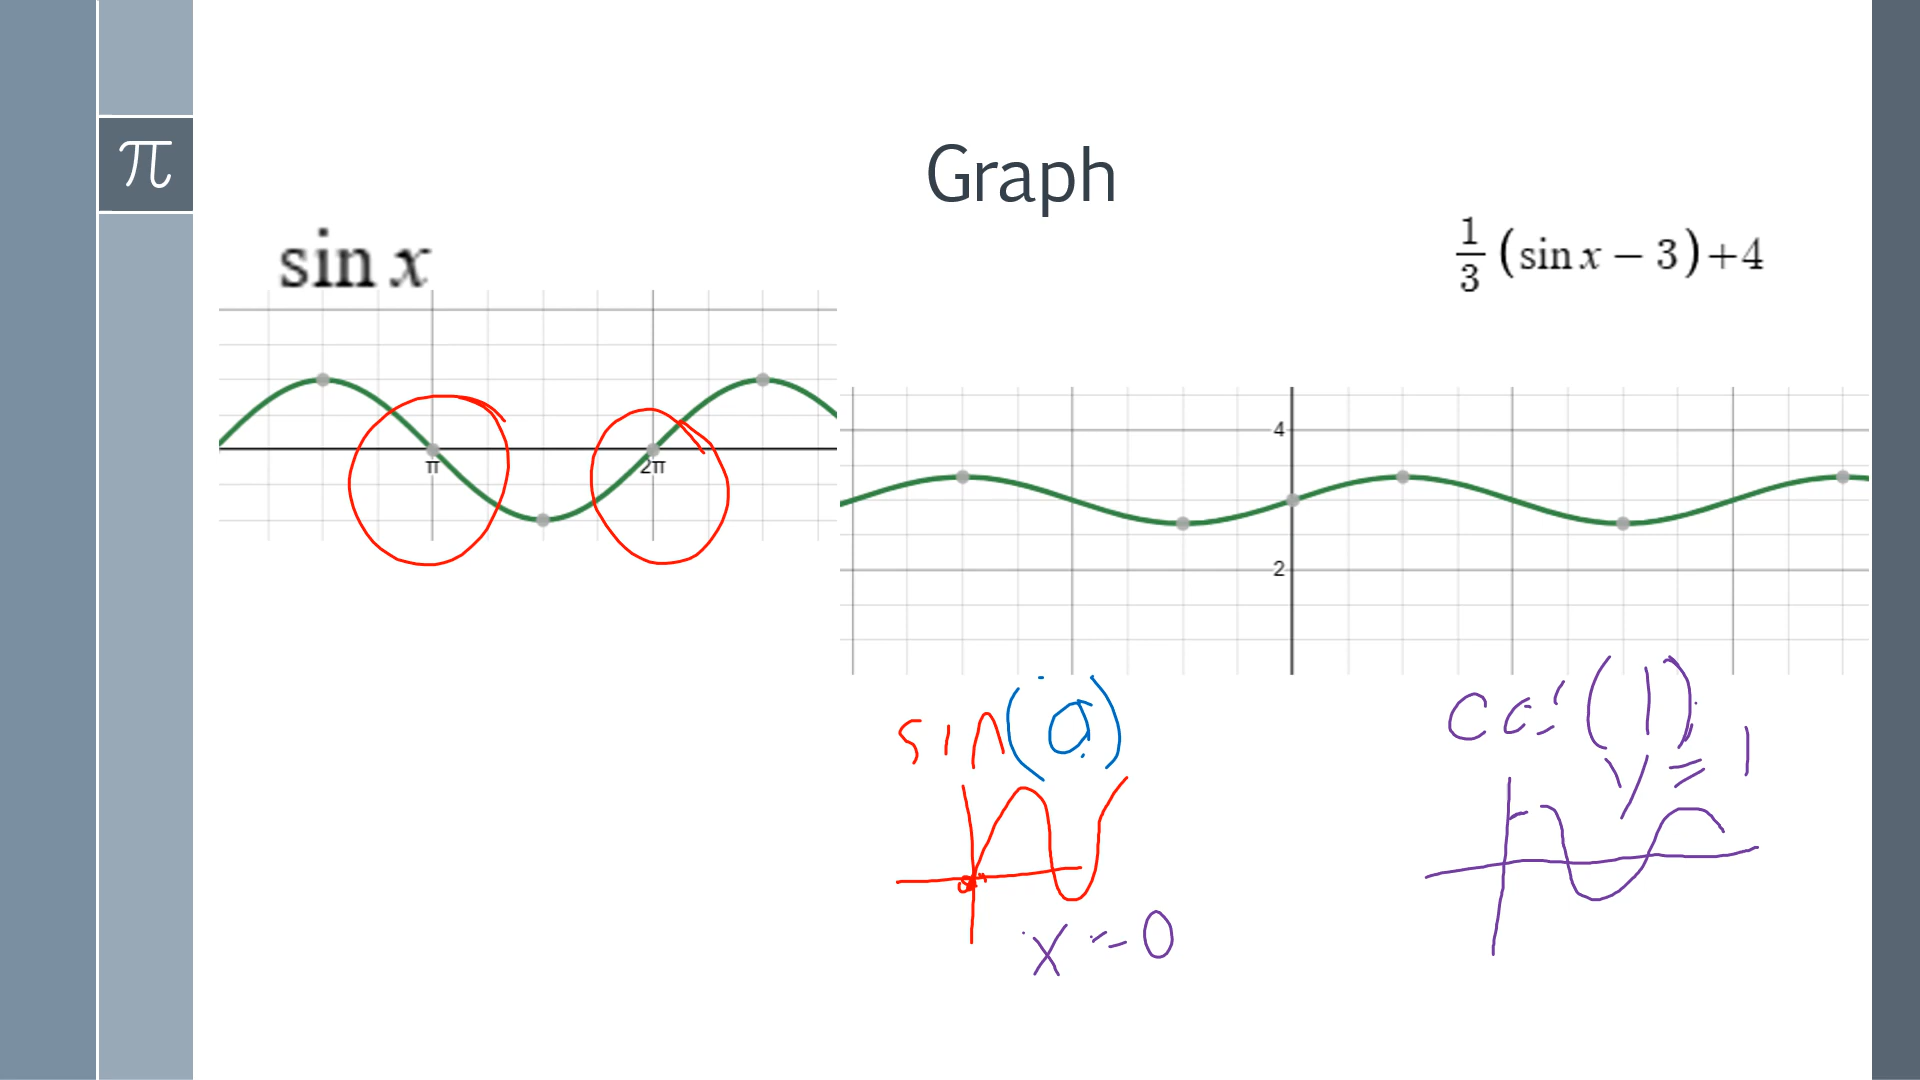 π
Graph
sin x
1/3 (sin x − 3)+4
π
2π
4
2
sin(0)
x = 0
cos(1)
y = 1